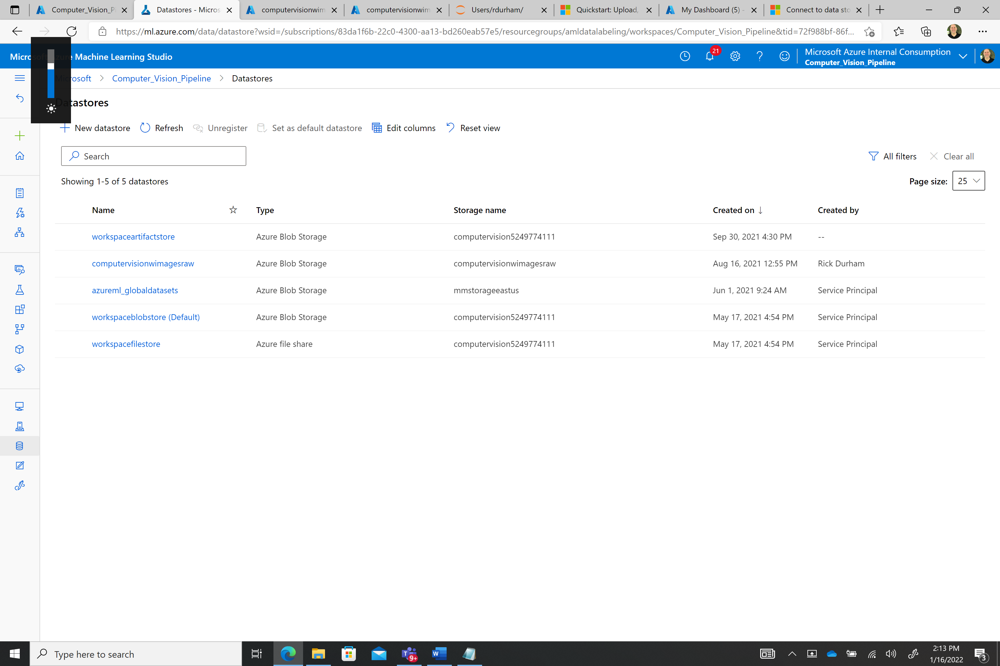 Computer_Vision_Pi
Datastores - Micros
computervisionwim
computervisionwim
Users/rdurham/
Quickstart: Upload,
My Dashboard (5) -
Connect to data sto
https://ml.azure.com/data/datastore?wsid=/subscriptions/83da1f6b-22c0-4300-aa13-bd260eab57e5/resourcegroups/amldatalabeling/workspaces/Computer_Vision_Pipeline&tid=72f988bf-86f...
Microsoft Azure Machine Learning Studio
21
Microsoft Azure Internal Consumption
Computer_Vision_Pipeline
Microsoft > Computer_Vision_Pipeline > Datastores
Datastores
New datastore Refresh Unregister Set as default datastore Edit columns Reset view
Search
All filters Clear all
Showing 1-5 of 5 datastores
Page size: 25
Name Type Storage name Created on ↓ Created by
workspaceartifactstore Azure Blob Storage computervision5249774111 Sep 30, 2021 4:30 PM --
computervisionwimagesraw Azure Blob Storage computervisionwimagesraw Aug 16, 2021 12:55 PM Rick Durham
azureml_globaldatasets Azure Blob Storage mmstorageeastus Jun 1, 2021 9:24 AM Service Principal
workspaceblobstore (Default) Azure Blob Storage computervision5249774111 May 17, 2021 4:54 PM Service Principal
workspacefilestore Azure file share computervision5249774111 May 17, 2021 4:54 PM Service Principal
Type here to search
T
9+
W
2:13 PM
1/16/2022
3